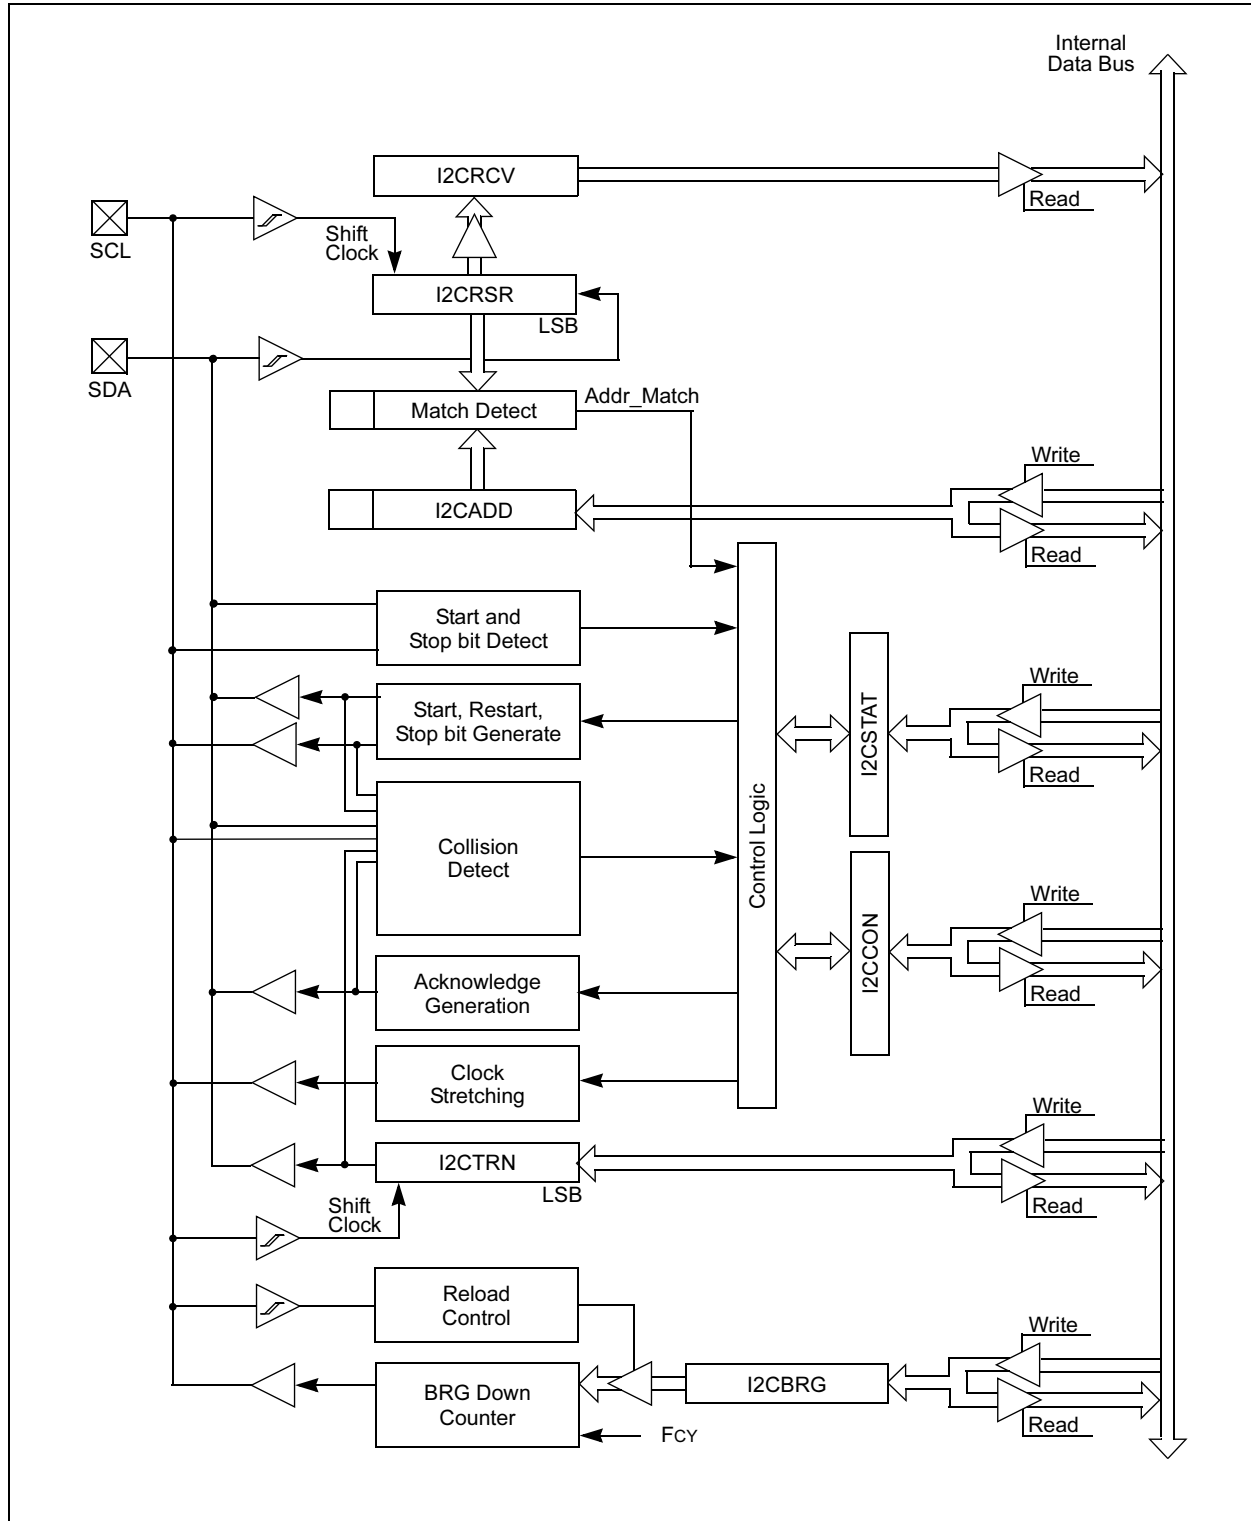 Internal
Data Bus
I2CRCV
Read
SCL
Shift
Clock
I2CRSR
LSB
SDA
Match Detect
Addr_Match
I2CADD
Write
Read
Start and
Stop bit Detect
Start, Restart,
Stop bit Generate
Collision
Detect
Acknowledge
Generation
Clock
Stretching
Control Logic
I2CSTAT
Write
Read
I2CCON
Write
Read
I2CTRN
LSB
Write
Read
Shift
Clock
Reload
Control
BRG Down
Counter
I2CBRG
FCY
Write
Read